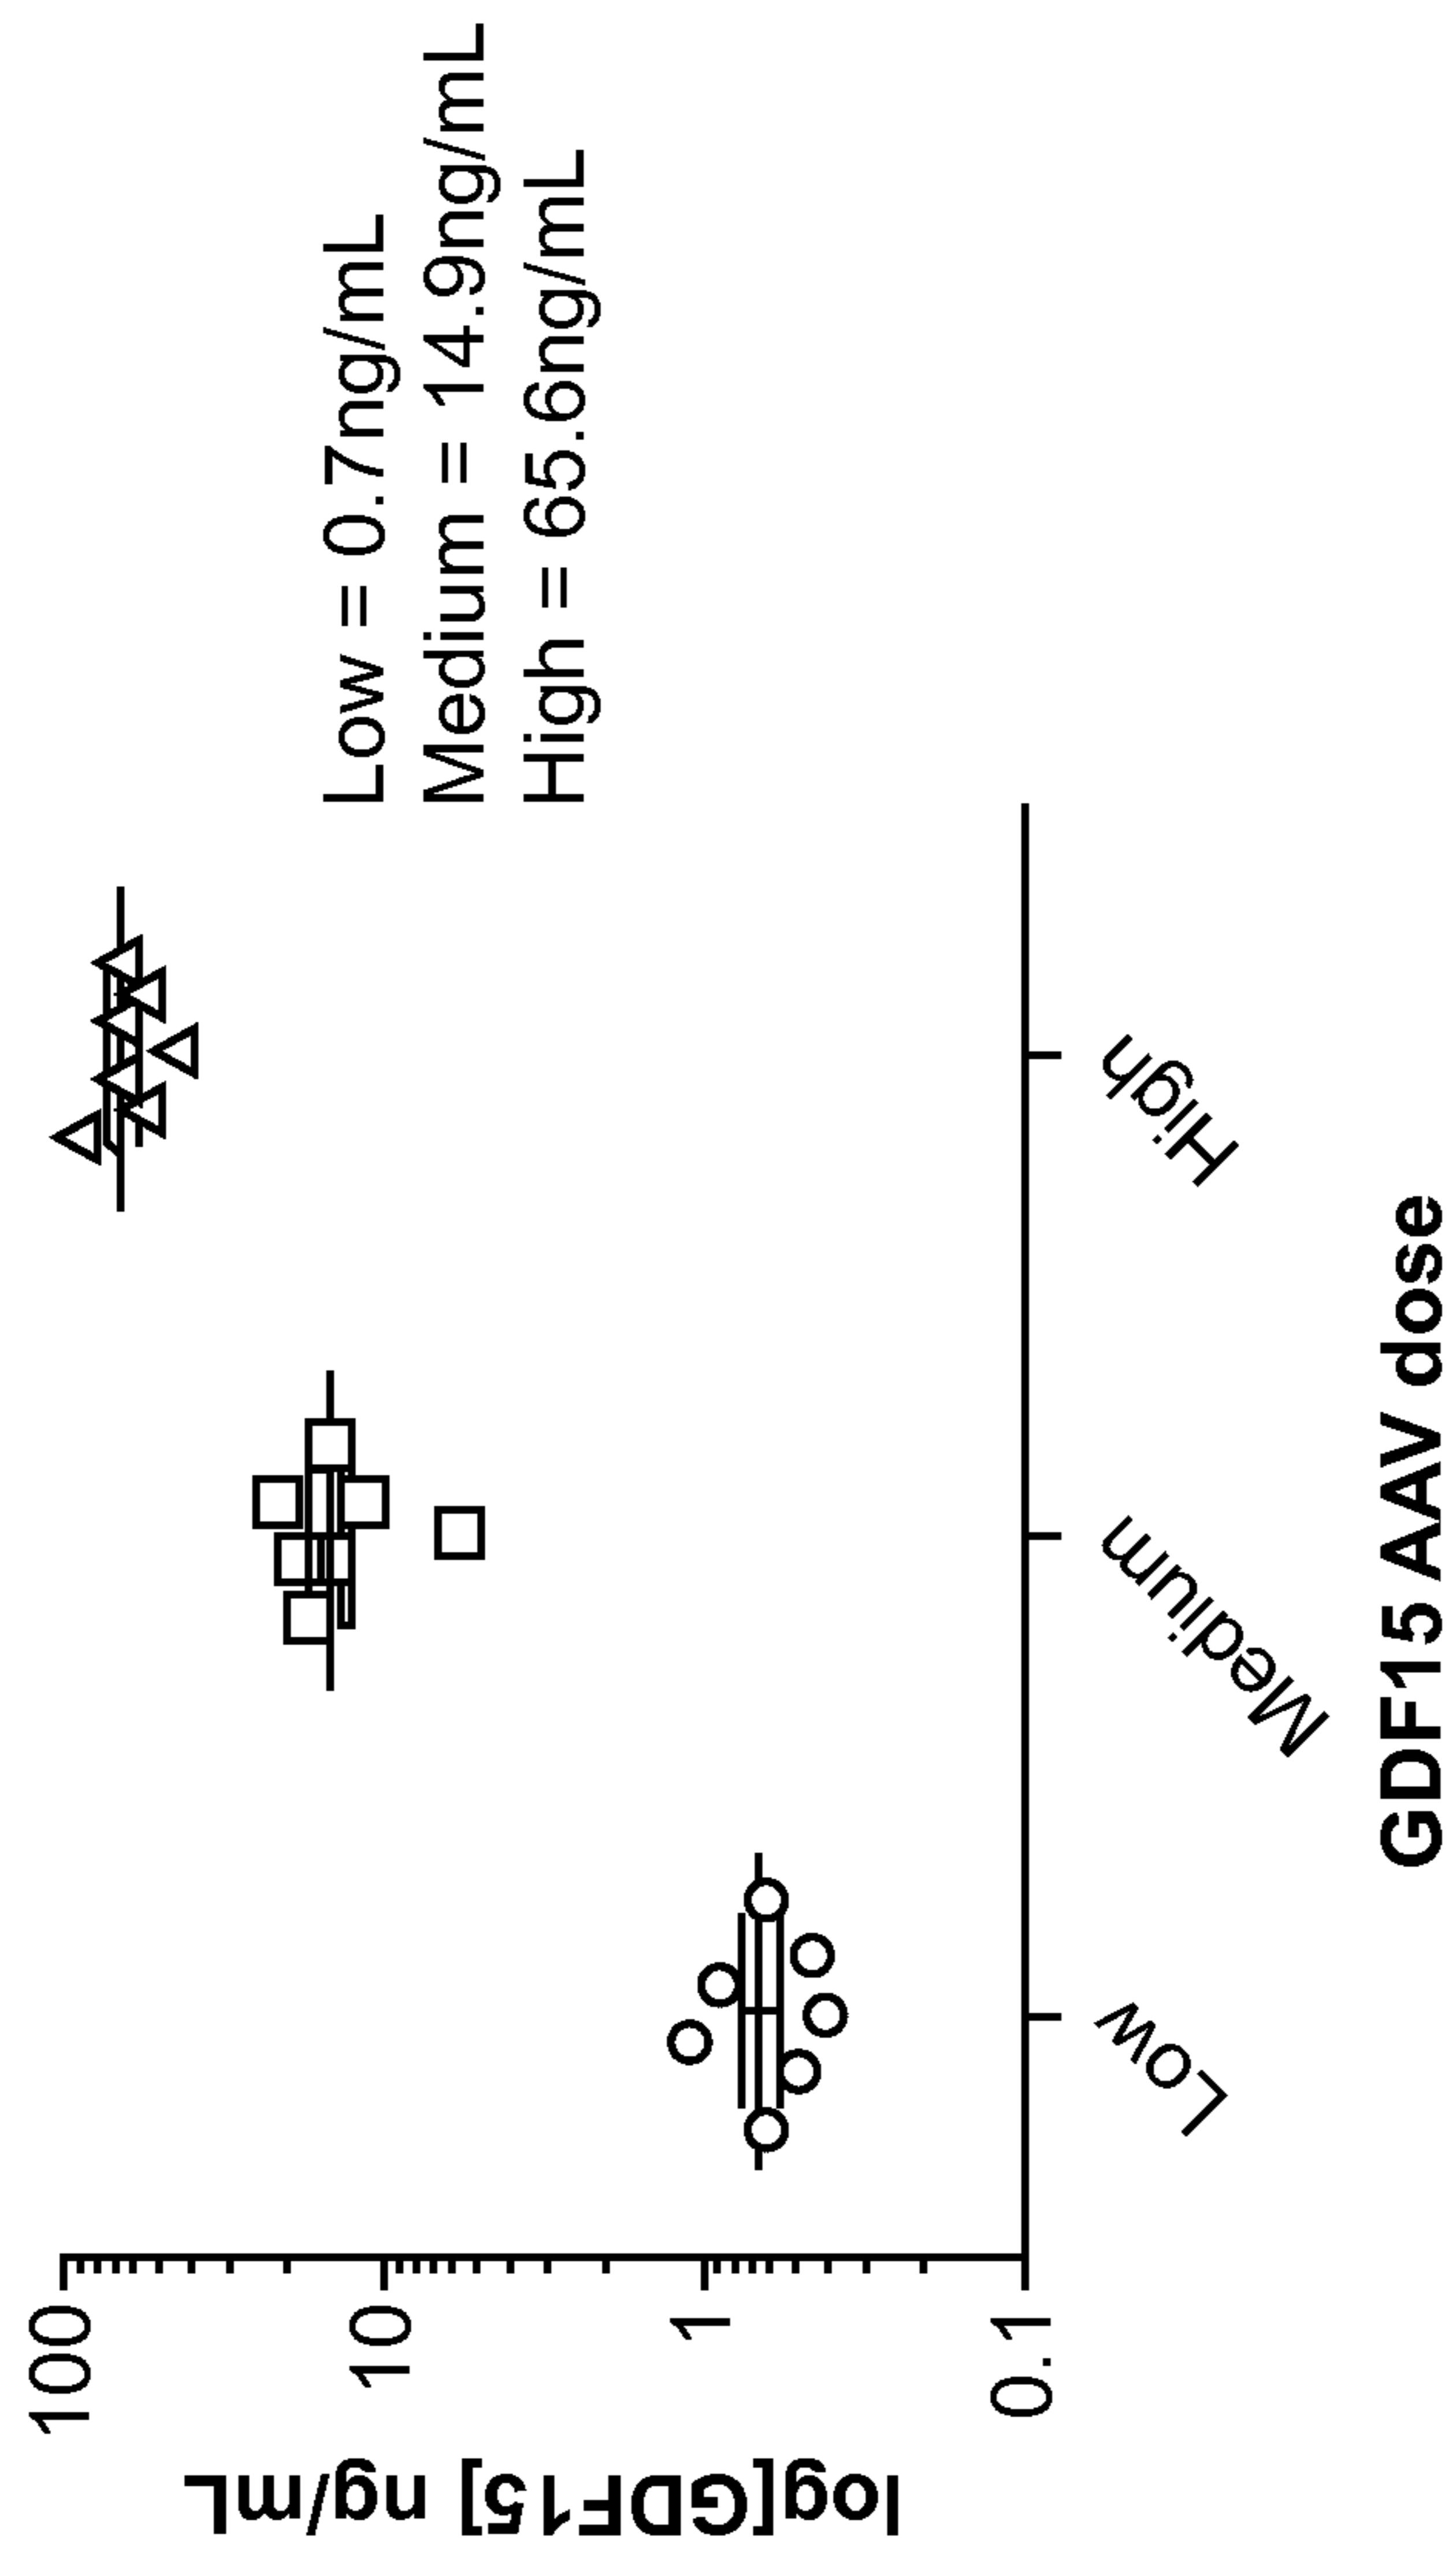 log[GDF15] ng/mL
100
10
1
0.1
Low = 0.7ng/mL
Medium = 14.9ng/mL
High = 65.6ng/mL
Low
Medium
High
GDF15 AAV dose